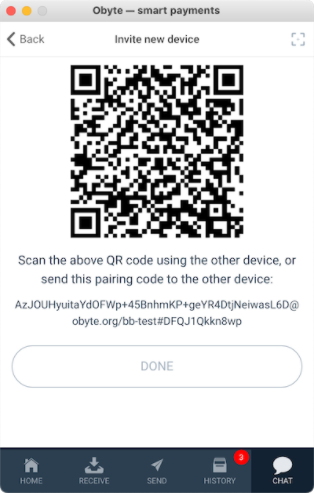 Obyte — smart payments
Back
Invite new device
Scan the above QR code using the other device, or
send this pairing code to the other device:
AzJOUHyuitaYdOFWp+45BnhmKP+geYR4DtjNeiwasL6D@
obyte.org/bb-test#DFQJ1Qkkn8wp
DONE
3
HOME
RECEIVE
SEND
HISTORY
CHAT